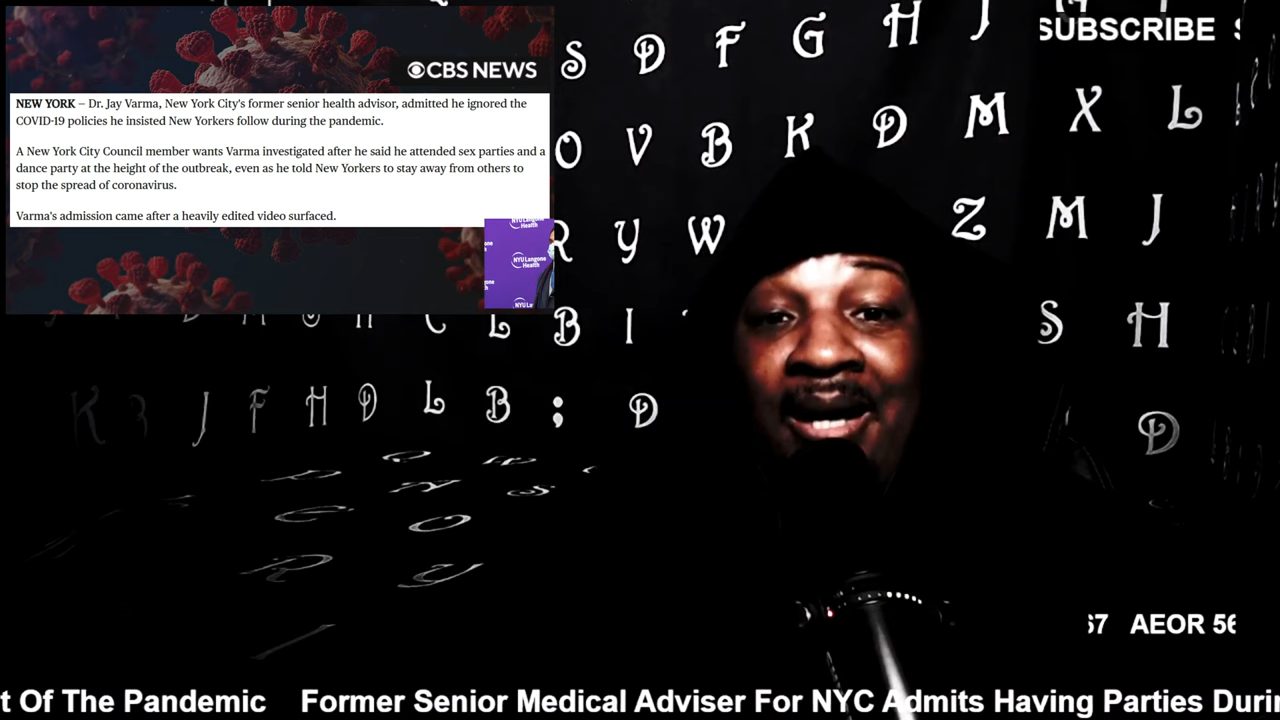 SUBSCRIBE
CBS NEWS
NEW YORK – Dr. Jay Varma, New York City's former senior health advisor, admitted he ignored the
COVID-19 policies he insisted New Yorkers follow during the pandemic.
A New York City Council member wants Varma investigated after he said he attended sex parties and a
dance party at the height of the outbreak, even as he told New Yorkers to stay away from others to
stop the spread of coronavirus.
Varma's admission came after a heavily edited video surfaced.
NYU Langone
Health
S D F G H J
O V B K D M X L
R Y W Z M J
L B I S H
K J F H D L B ; D D
AEOR
t Of The Pandemic Former Senior Medical Adviser For NYC Admits Having Parties